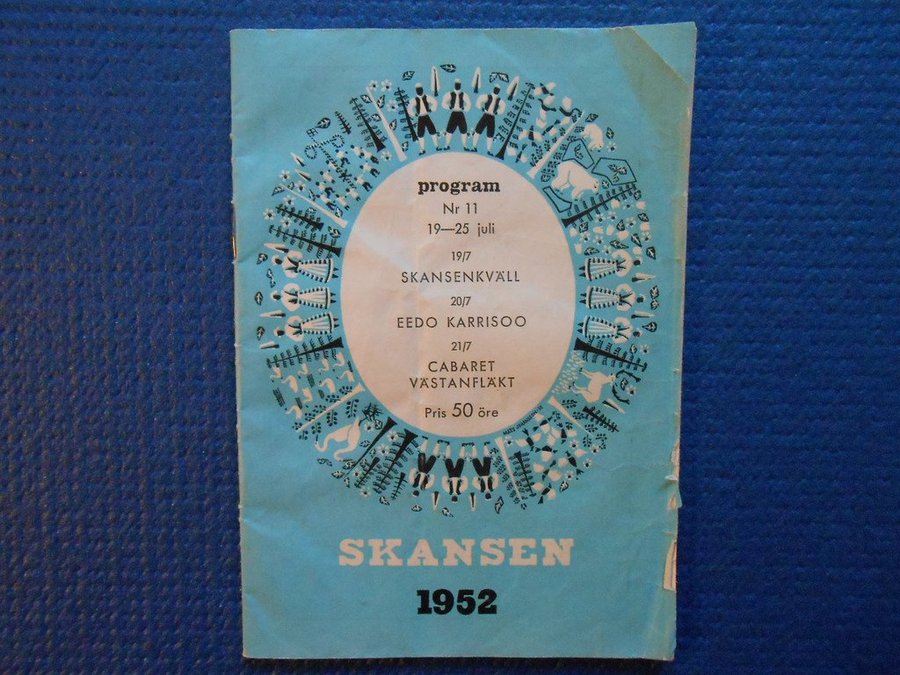 program
Nr 11
19—25 juli
19/7
SKANSENKVÄLL
20/7
EEDO KARRISOO
21/7
CABARET
VÄSTANFLÄKT
Pris 50 öre
SKANSEN
1952